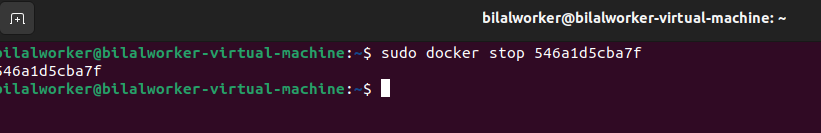 bilalworker@bilalworker-virtual-machine: ~
bilalworker@bilalworker-virtual-machine:~$ sudo docker stop 546a1d5cba7f
546a1d5cba7f
bilalworker@bilalworker-virtual-machine:~$